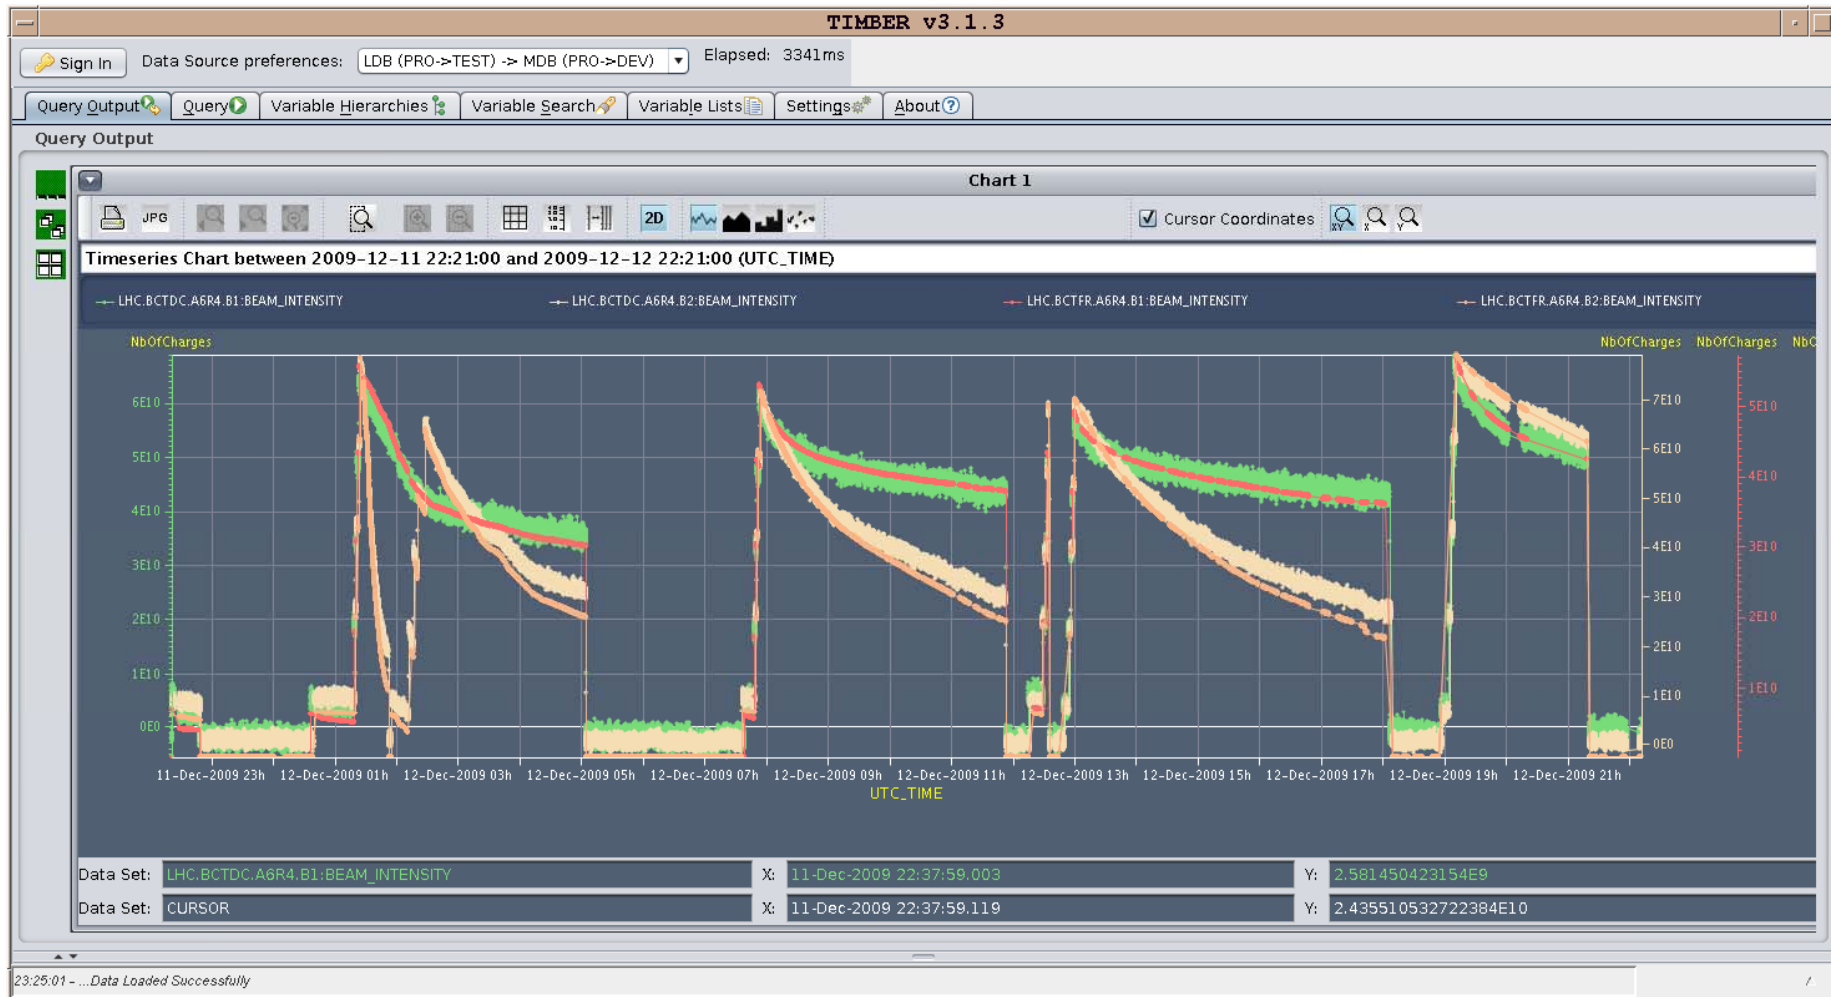 TIMBER v3.1.3
Sign In Data Source preferences: LDB (PRO->TEST) -> MDB (PRO->DEV) Elapsed: 3341ms
Query Output Query Variable Hierarchies Variable Search Variable Lists Settings About
Query Output
Chart 1
JPG 2D Cursor Coordinates XY X Y
Timeseries Chart between 2009-12-11 22:21:00 and 2009-12-12 22:21:00 (UTC_TIME)
LHC.BCTDC.A6R4.B1:BEAM_INTENSITY LHC.BCTDC.A6R4.B2:BEAM_INTENSITY LHC.BCTFR.A6R4.B1:BEAM_INTENSITY LHC.BCTFR.A6R4.B2:BEAM_INTENSITY
NbOfCharges NbOfCharges NbOfCharges NbO
6E10 7E10 5E10
5E10 6E10
4E10 5E10 4E10
3E10 4E10 3E10
2E10 3E10 2E10
1E10 2E10 1E10
0E0 1E10
0E0
11-Dec-2009 23h 12-Dec-2009 01h 12-Dec-2009 03h 12-Dec-2009 05h 12-Dec-2009 07h 12-Dec-2009 09h 12-Dec-2009 11h 12-Dec-2009 13h 12-Dec-2009 15h 12-Dec-2009 17h 12-Dec-2009 19h 12-Dec-2009 21h
UTC_TIME
Data Set: LHC.BCTDC.A6R4.B1:BEAM_INTENSITY X: 11-Dec-2009 22:37:59.003 Y: 2.581450423154E9
Data Set: CURSOR X: 11-Dec-2009 22:37:59.119 Y: 2.435510532722384E10
23:25:01 - ...Data Loaded Successfully